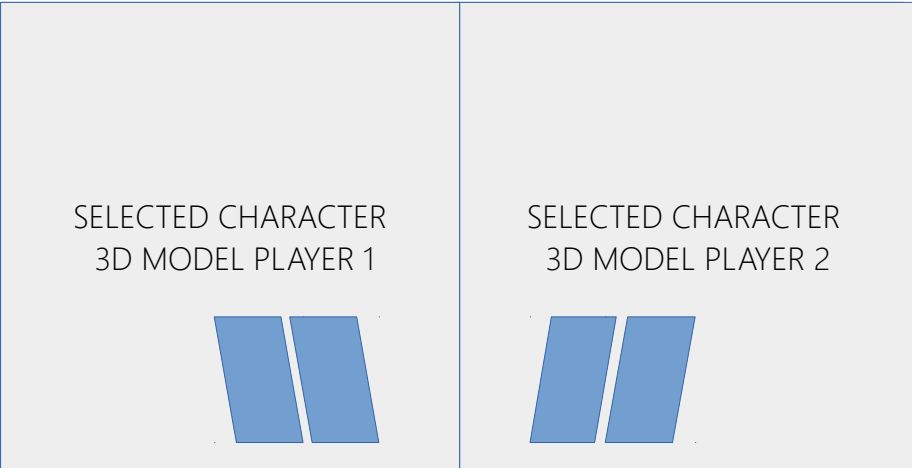 SELECTED CHARACTER
3D MODEL PLAYER 1
SELECTED CHARACTER
3D MODEL PLAYER 2